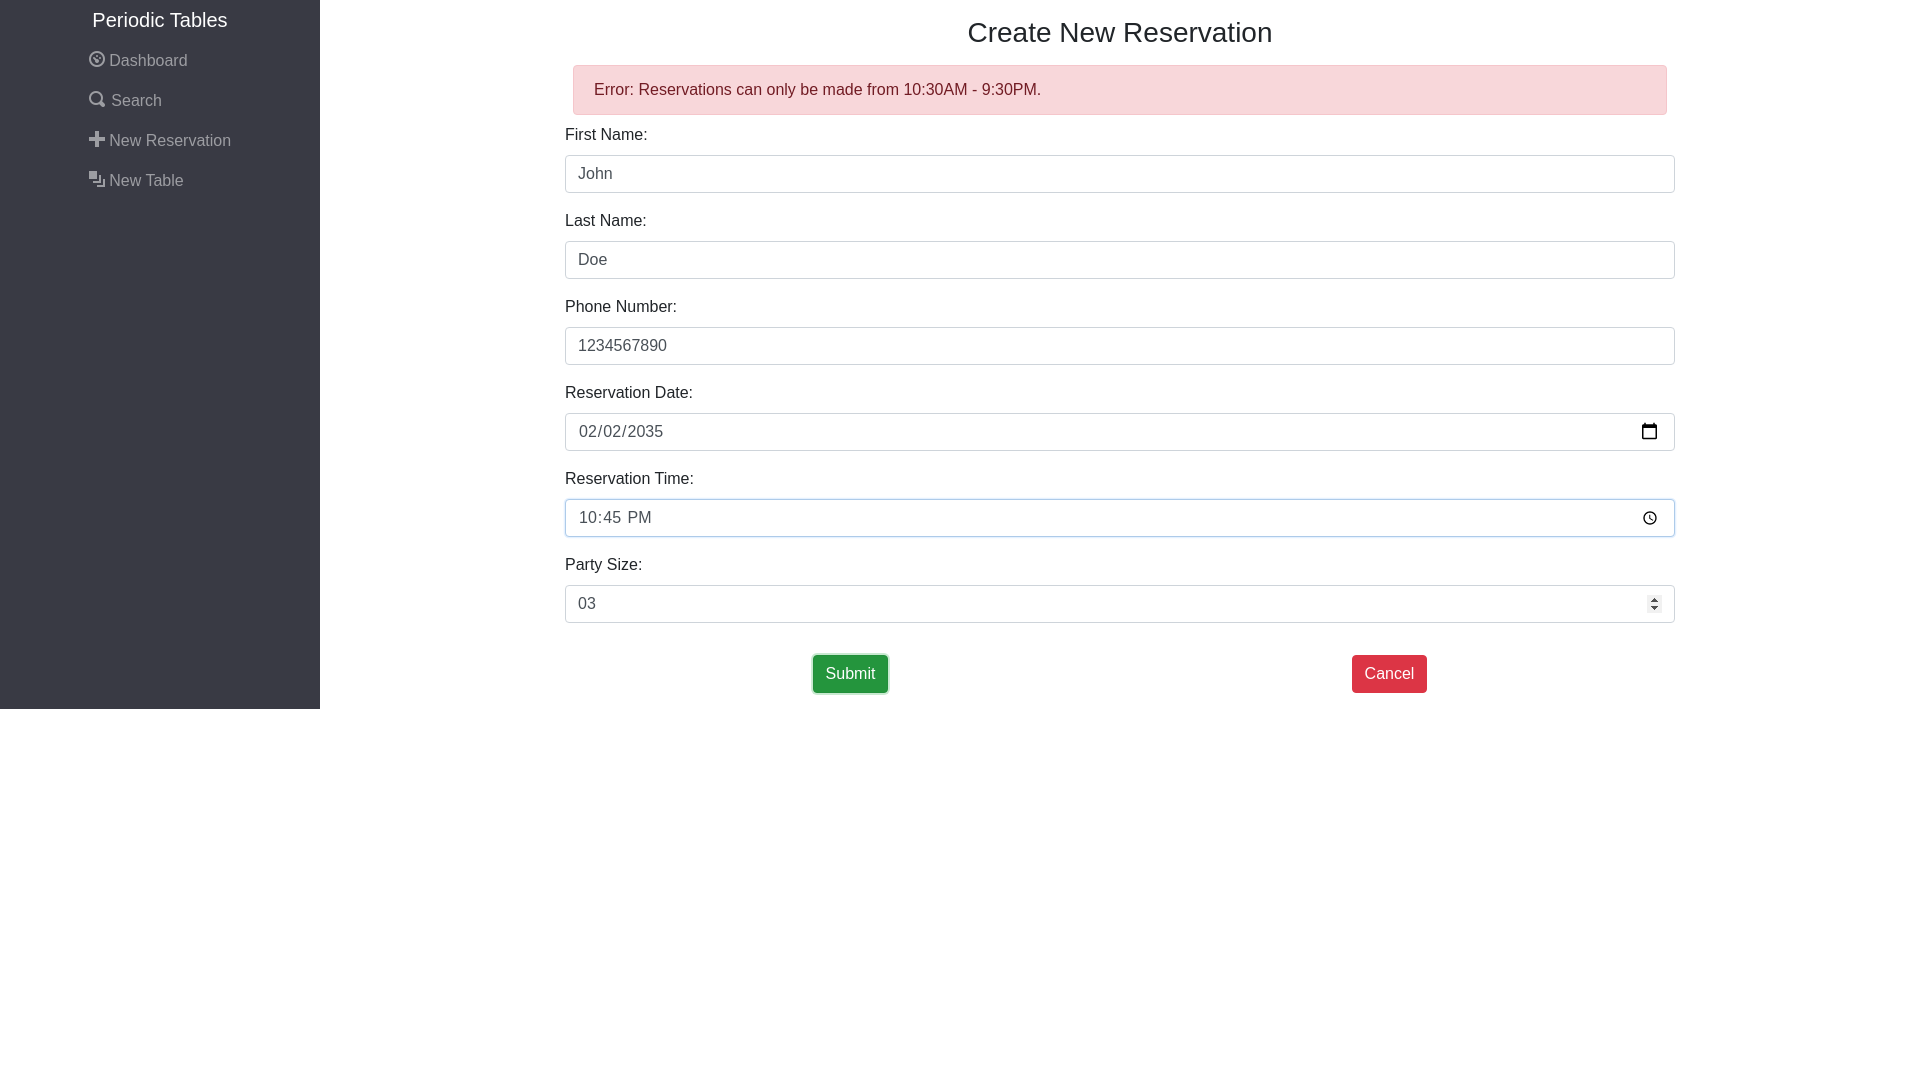 Periodic Tables
Dashboard
Search
New Reservation
New Table
Create New Reservation
Error: Reservations can only be made from 10:30AM - 9:30PM.
First Name:
John
Last Name:
Doe
Phone Number:
1234567890
Reservation Date:
02/02/2035
Reservation Time:
10:45 PM
Party Size:
03
Submit
Cancel